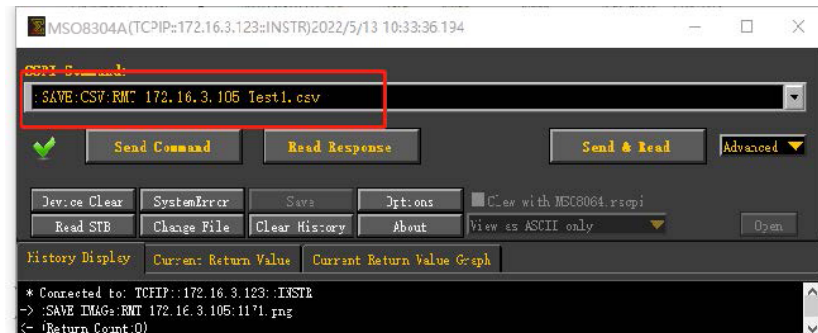 MSO8304A(TCPIP::172.16.3.123::INSTR)2022/5/13 10:33:36.194
SCPI Command:
:SAVE:CSV:RMT 172.16.3.105 Test1.csv
Send Command Read Response Send & Read Advanced
Device Clear SystemError Save Options Clew with MSO8064.rscpi
Read STB Change File Clear History About View as ASCII only Open
History Display Current Return Value Current Return Value Graph
* Connected to: TCPIP::172.16.3.123::INSTR
-> :SAVE IMAGe:RMT 172.16.3.105:1171.png
<- (Return Count:0)